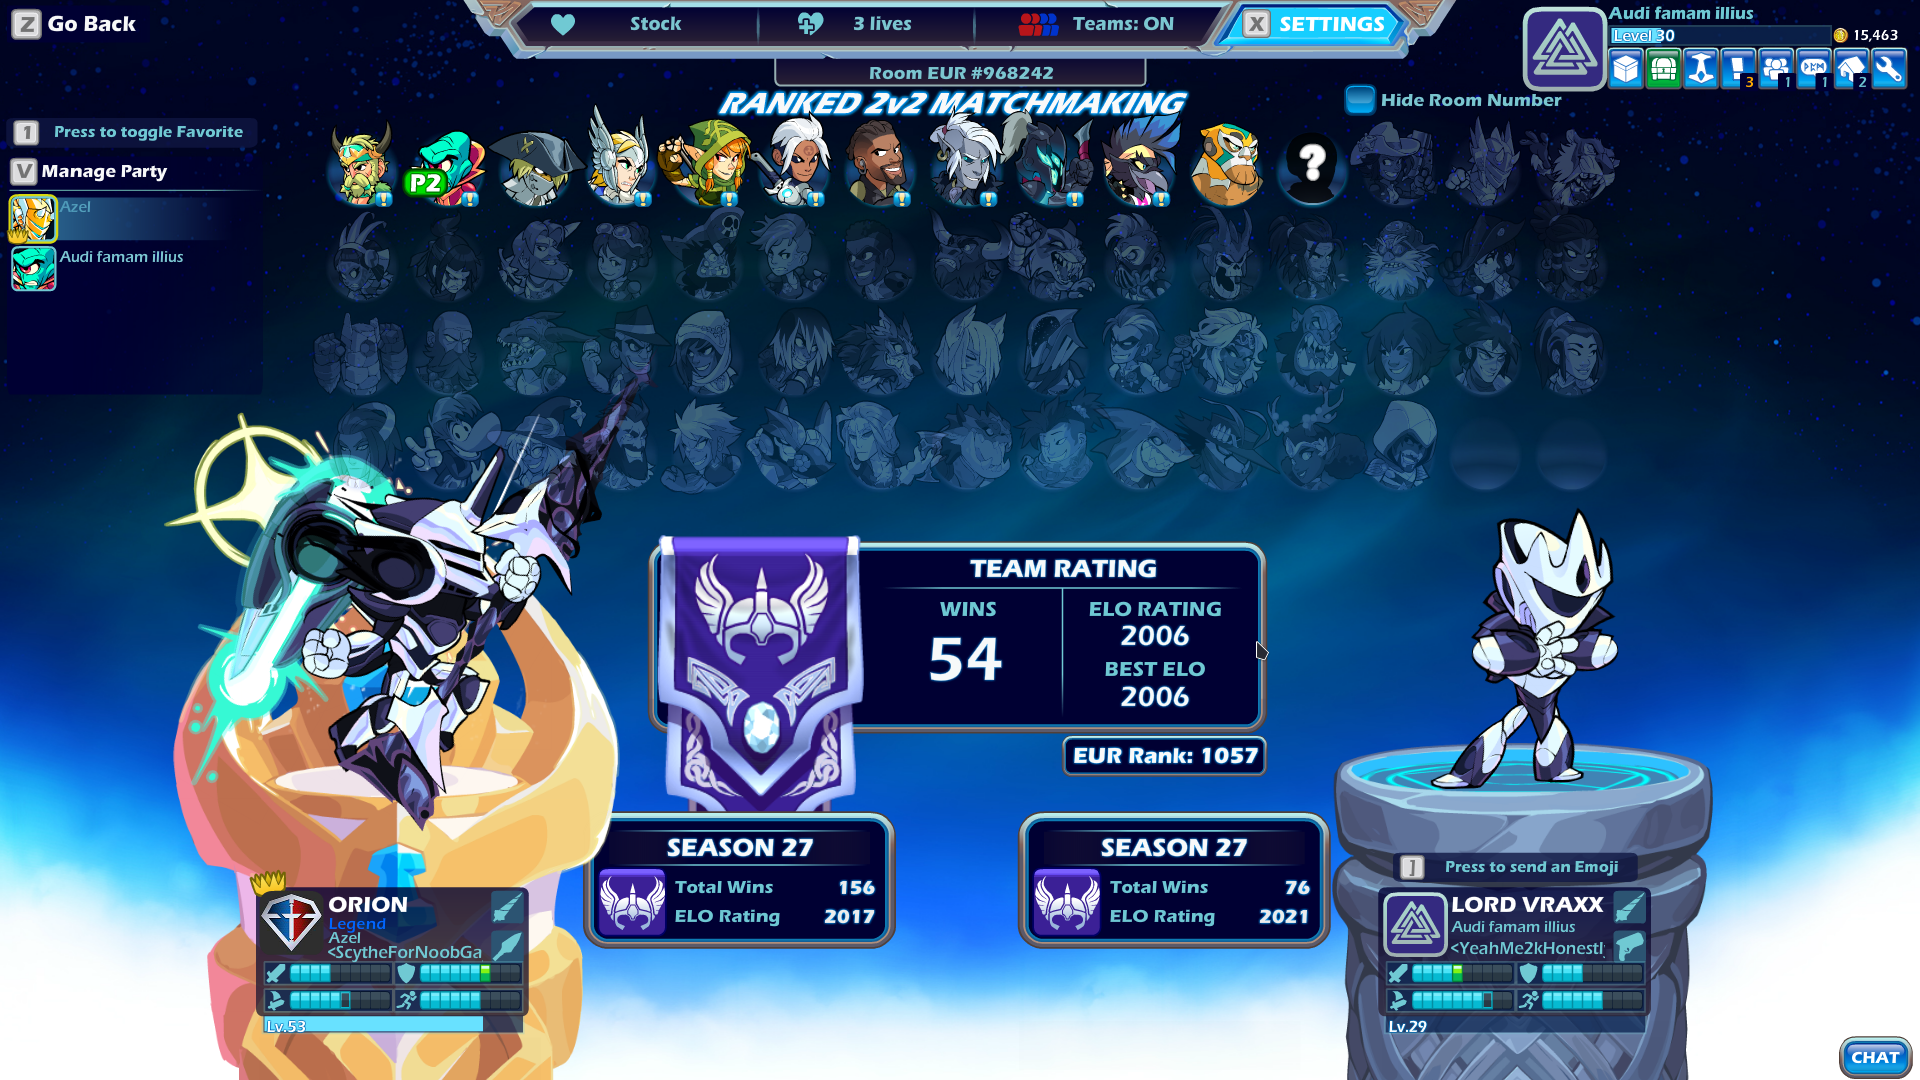 Z Go Back
Stock
3 lives
Teams: ON
X SETTINGS
Audi famam illius
Level 30
15,463
3
1
1
2
Room EUR #968242
RANKED 2v2 MATCHMAKING
Hide Room Number
1 Press to toggle Favorite
V Manage Party
Azel
Audi famam illius
P2
?
TEAM RATING
WINS
54
ELO RATING
2006
BEST ELO
2006
EUR Rank: 1057
SEASON 27
Total Wins 156
ELO Rating 2017
SEASON 27
Total Wins 76
ELO Rating 2021
ORION
Legend
Azel
<ScytheForNoobGa
Lv.53
] Press to send an Emoji
LORD VRAXX
Audi famam illius
<YeahMe2kHonestl
Lv.29
CHAT